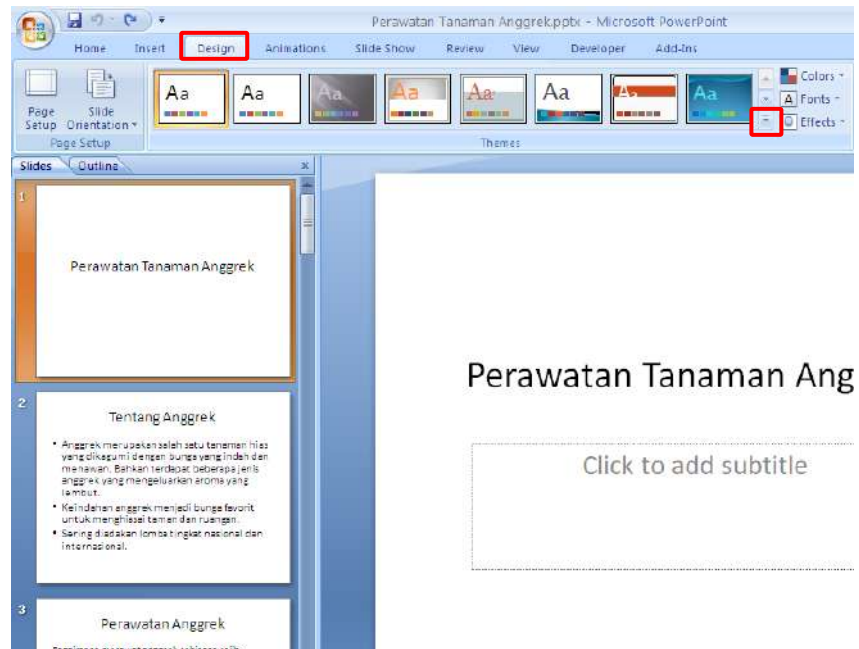 Perawatan Tanaman Anggrek.pptx - Microsoft PowerPoint
Home Insert Design Animations Slide Show Review View Developer Add-Ins
Aa Aa Aa Aa Aa Aa Aa Aa
Colors
Fonts
Effects
Page Setup
Slide Orientation
Page Setup
Themes
Slides Outline
1
Perawatan Tanaman Anggrek
2
Tentang Anggrek
• Anggrek merupakan salah satu tanaman hias
yang dikagumi dengan bunga yang indah dan
menawan. Bahkan terdapat beberapa jenis
anggrek yang mengeluarkan aroma yang
lembut.
• Keindahan anggrek menjadi bunga favorit
untuk menghiasi taman dan ruangan.
• Sering diadakan lomba tingkat nasional dan
internasional.
3
Perawatan Anggrek
Perawatan Tanaman Ang
Click to add subtitle